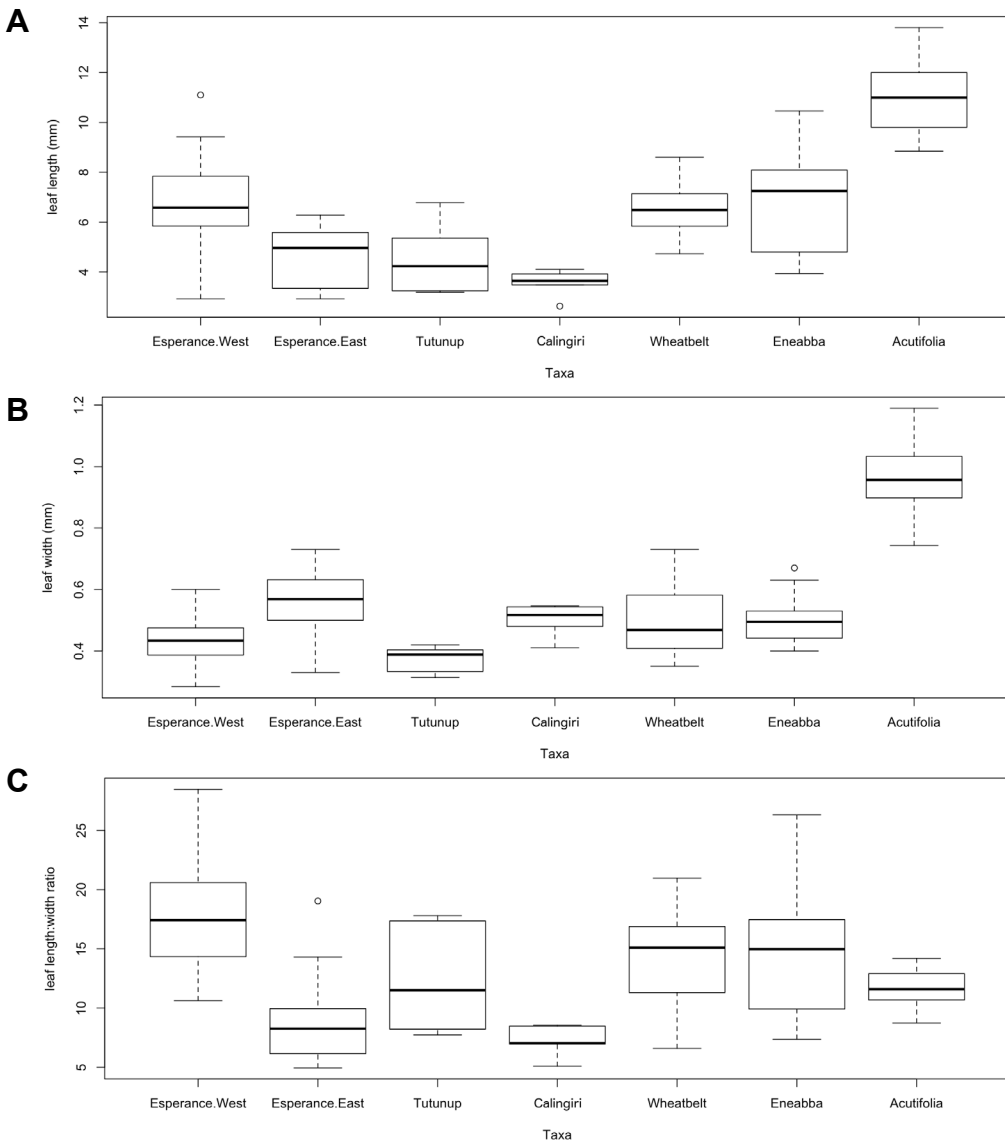 A
leaf length (mm)
14
12
10
8
6
4
Esperance.West Esperance.East Tutunup Calingiri Wheatbelt Eneabba Acutifolia
Taxa
B
leaf width (mm)
1.2
1.0
0.8
0.6
0.4
Esperance.West Esperance.East Tutunup Calingiri Wheatbelt Eneabba Acutifolia
Taxa
C
leaf length:width ratio
25
20
15
10
5
Esperance.West Esperance.East Tutunup Calingiri Wheatbelt Eneabba Acutifolia
Taxa